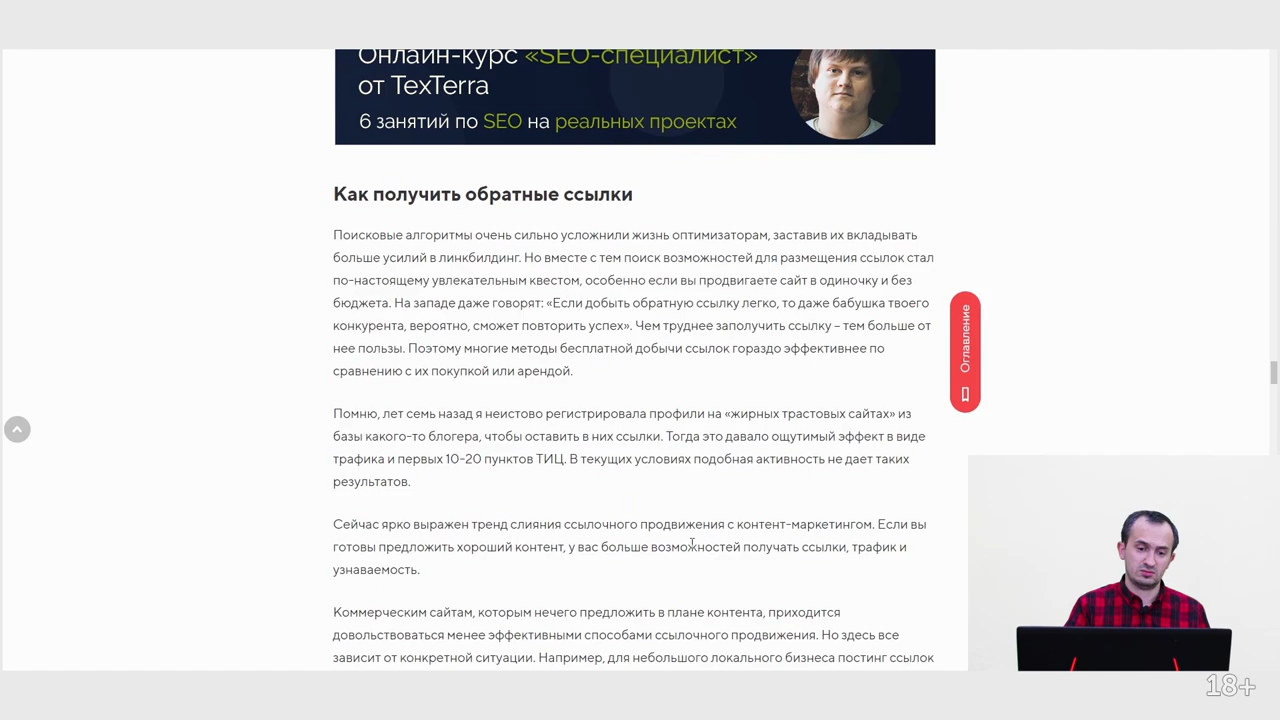 Онлайн-курс «SEO-специалист»
от TexTerra
6 занятий по SEO на реальных проектах
Как получить обратные ссылки
Поисковые алгоритмы очень сильно усложнили жизнь оптимизаторам, заставив их вкладывать
больше усилий в линкбилдинг. Но вместе с тем поиск возможностей для размещения ссылок стал
по-настоящему увлекательным квестом, особенно если вы продвигаете сайт в одиночку и без
бюджета. На западе даже говорят: «Если добыть обратную ссылку легко, то даже бабушка твоего
конкурента, вероятно, сможет повторить успех». Чем труднее заполучить ссылку – тем больше от
нее пользы. Поэтому многие методы бесплатной добычи ссылок гораздо эффективнее по
сравнению с их покупкой или арендой.
Помню, лет семь назад я неистово регистрировала профили на «жирных трастовых сайтах» из
базы какого-то блогера, чтобы оставить в них ссылки. Тогда это давало ощутимый эффект в виде
трафика и первых 10-20 пунктов ТИЦ. В текущих условиях подобная активность не дает таких
результатов.
Сейчас ярко выражен тренд слияния ссылочного продвижения с контент-маркетингом. Если вы
готовы предложить хороший контент, у вас больше возможностей получать ссылки, трафик и
узнаваемость.
Коммерческим сайтам, которым нечего предложить в плане контента, приходится
довольствоваться менее эффективными способами ссылочного продвижения. Но здесь все
зависит от конкретной ситуации. Например, для небольшого локального бизнеса постинг ссылок
Оглавление
18+